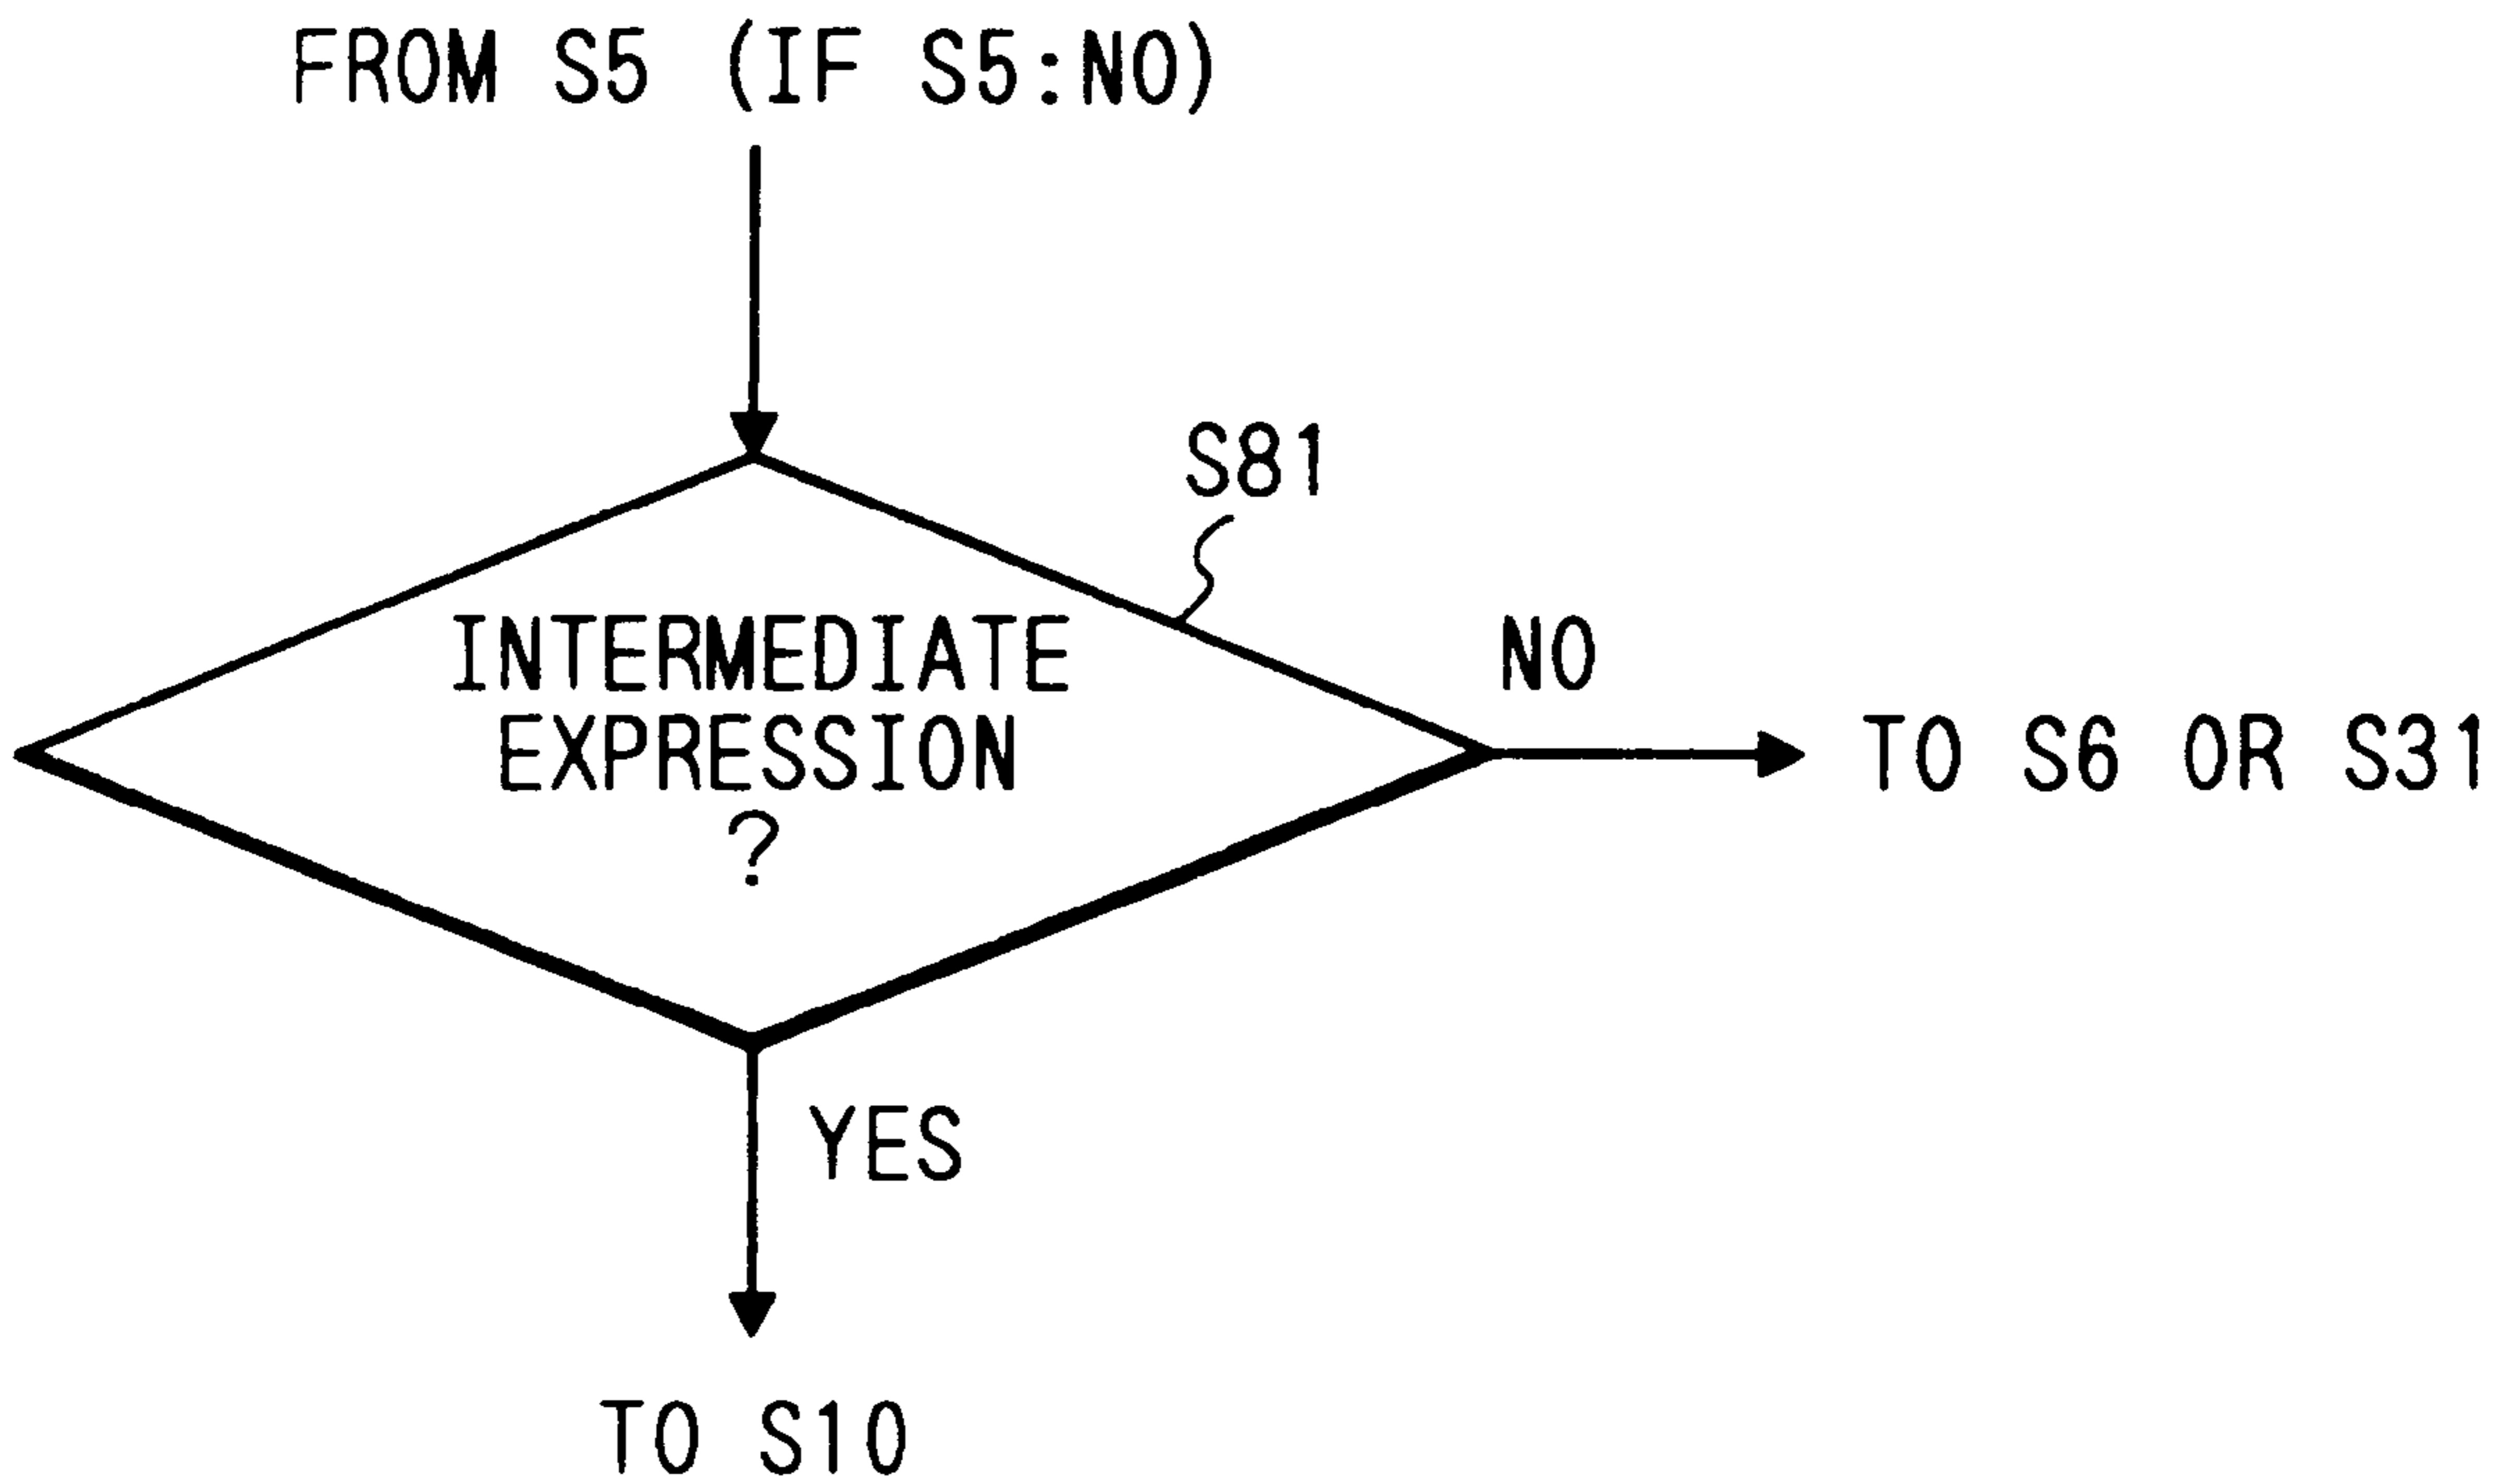 FROM S5 (IF S5:NO)
S81
INTERMEDIATE
EXPRESSION
?
NO
TO S6 OR S31
YES
TO S10